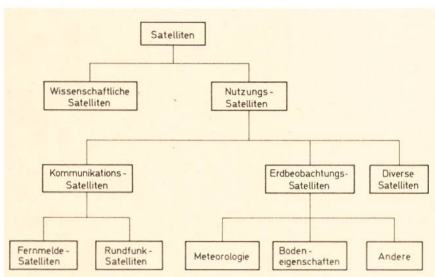 Satelliten
Wissenschaftliche
Satelliten
Nutzungs-
Satelliten
Kommunikations-
Satelliten
Erdbeobachtungs-
Satelliten
Diverse
Satelliten
Fernmelde-
Satelliten
Rundfunk-
Satelliten
Meteorologie
Boden-
eigenschaften
Andere